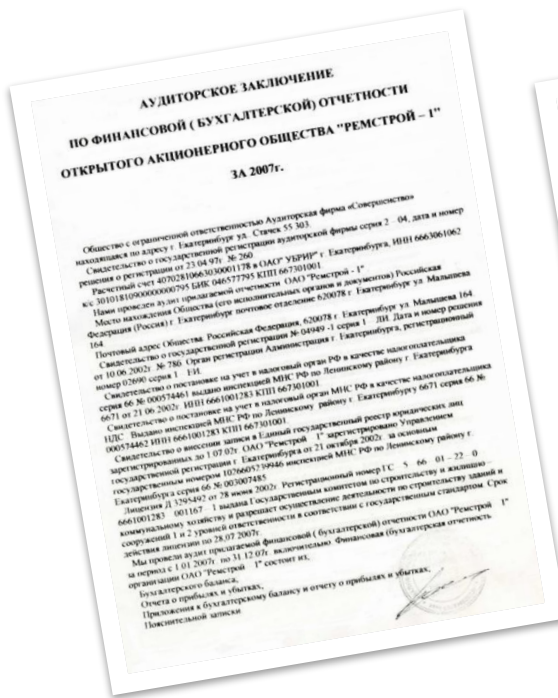 АУДИТОРСКОЕ ЗАКЛЮЧЕНИЕ
ПО ФИНАНСОВОЙ ( БУХГАЛТЕРСКОЙ) ОТЧЕТНОСТИ
ОТКРЫТОГО АКЦИОНЕРНОГО ОБЩЕСТВА "РЕМСТРОЙ – 1"
ЗА 2007г.
Общество с ограниченной ответственностью Аудиторская фирма «Совершенство»
находящаяся по адресу г. Екатеринбург ул. Стачек 55 303.
Свидетельство о государственной регистрации аудиторской фирмы серия 2 - 04, дата и номер
решения о регистрации от 23.04.97г. № 260.
Расчетный счет 40702810663030001178 в ОАО" УБРИР" г. Екатеринбурга, ИНН 6663061062
к/с 30101810900000000795 БИК 046577795 КПП 667301001.
Нами проведен аудит прилагаемой отчетности ОАО "Ремстрой - 1"
Место нахождения Общества (его исполнительных органов и документов) Российская
Федерация (Россия) г. Екатеринбург почтовое отделение 620078 г. Екатеринбург ул. Малышева
164.
Почтовый адрес Общества. Российская Федерация, 620078 г. Екатеринбург ул. Малышева 164.
Свидетельство о государственной регистрации № 04949 -1 серия 1 ЛИ. Дата и номер решения
от 10.06.2002г. № 786. Орган регистрации Администрация г. Екатеринбурга, регистрационный
номер 02690 серия 1 ЕИ.
Свидетельство о постановке на учет в налоговый орган РФ в качестве налогоплательщика
серия 66 № 000574461 выдано инспекцией МНС РФ по Ленинскому району г. Екатеринбурга
6671 от 21.06.2002г. ИНН 6661001283 КПП 667301001.
Свидетельство о постановке на учет в налоговый орган МНС РФ в качестве налогоплательщика
НДС. Выдано инспекцией МНС РФ по Ленинскому району г. Екатеринбургу 6671 серия 66 №
000574462 ИНН 6661001283 КПП 667301001.
Свидетельство о внесении записи в Единый государственный реестр юридических лиц
зарегистрированных до 1.07.02г. ОАО "Ремстрой 1" зарегистрировано Управлением
государственной регистрации г. Екатеринбурга от 21 октября 2002г. за основным
государственным номером 1026605239946 инспекцией МНС РФ по Ленинскому району г.
Екатеринбурга серия 66 № 003007485.
Лицензия Д 3295492 от 28 июня 2002г. Регистрационный номер ГС 5 66 01 – 22 0
6661001283 001167 1 выдана Государственным комитетом по строительству и жилищно –
коммунальному хозяйству и разрешает осуществление деятельности по строительству зданий и
сооружений 1 и 2 уровней ответственности в соответствии с государственным стандартом. Срок
действия лицензии по 28.07.2007г.
Мы провели аудит прилагаемой финансовой ( бухгалтерской) отчетности ОАО "Ремстрой 1"
за период с 1.01.2007г. по 31.12.07г. включительно. Финансовая (бухгалтерская отчетность
организации ОАО "Ремстрой 1" состоит из;
Бухгалтерского баланса;
Отчета о прибылях и убытках;
Приложения к бухгалтерскому балансу и отчету о прибылях и убытках;
Пояснительной записки.